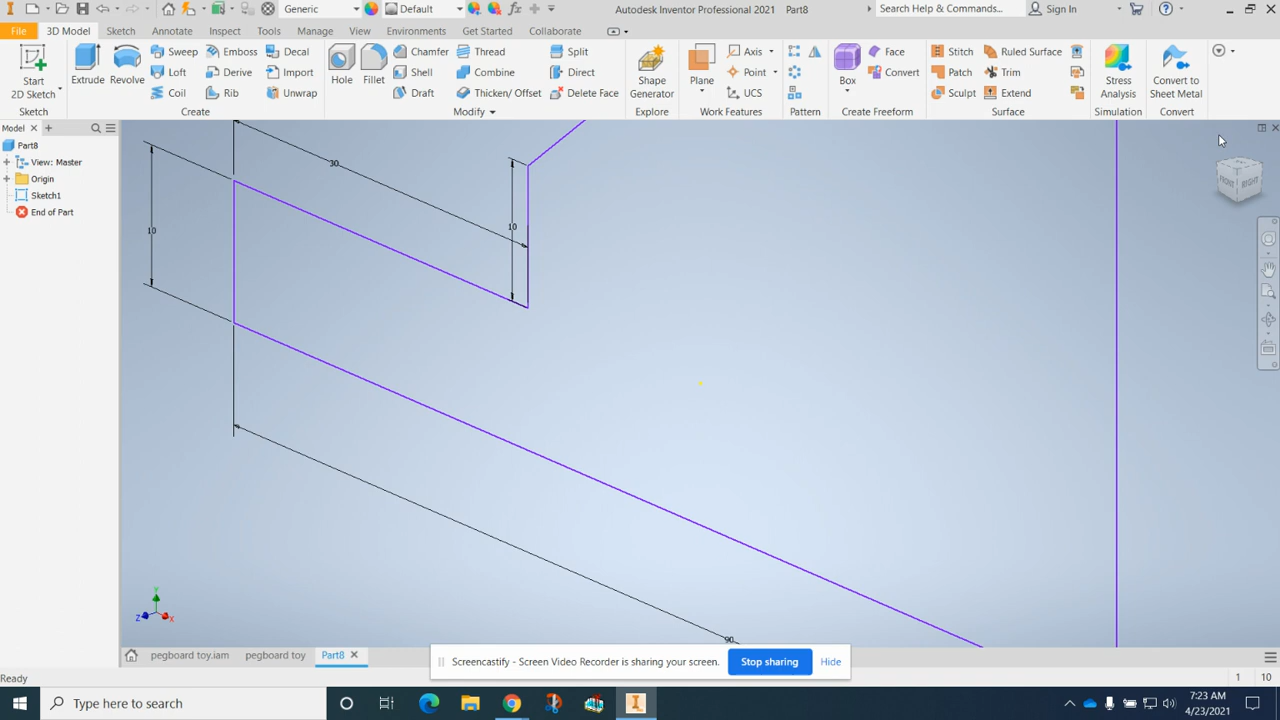 Generic
Default
Autodesk Inventor Professional 2021 Part8
Search Help & Commands...
Sign In
File 3D Model Sketch Annotate Inspect Tools Manage View Environments Get Started Collaborate
Start
2D Sketch
Sketch
Extrude
Revolve
Sweep
Loft
Coil
Emboss
Derive
Rib
Decal
Import
Unwrap
Create
Hole
Fillet
Chamfer
Shell
Draft
Thread
Combine
Thicken/ Offset
Split
Direct
Delete Face
Modify
Shape
Generator
Explore
Plane
Axis
Point
UCS
Work Features
Pattern
Box
Face
Convert
Create Freeform
Stitch
Patch
Sculpt
Ruled Surface
Trim
Extend
Surface
Stress
Analysis
Simulation
Convert to
Sheet Metal
Convert
Model
Part8
View: Master
Origin
Sketch1
End of Part
30
10
10
90
FRONT
RIGHT
Y
Z
X
pegboard toy.iam
pegboard toy
Part8
Screencastify - Screen Video Recorder is sharing your screen.
Stop sharing
Hide
Ready
1
10
Type here to search
7:23 AM
4/23/2021